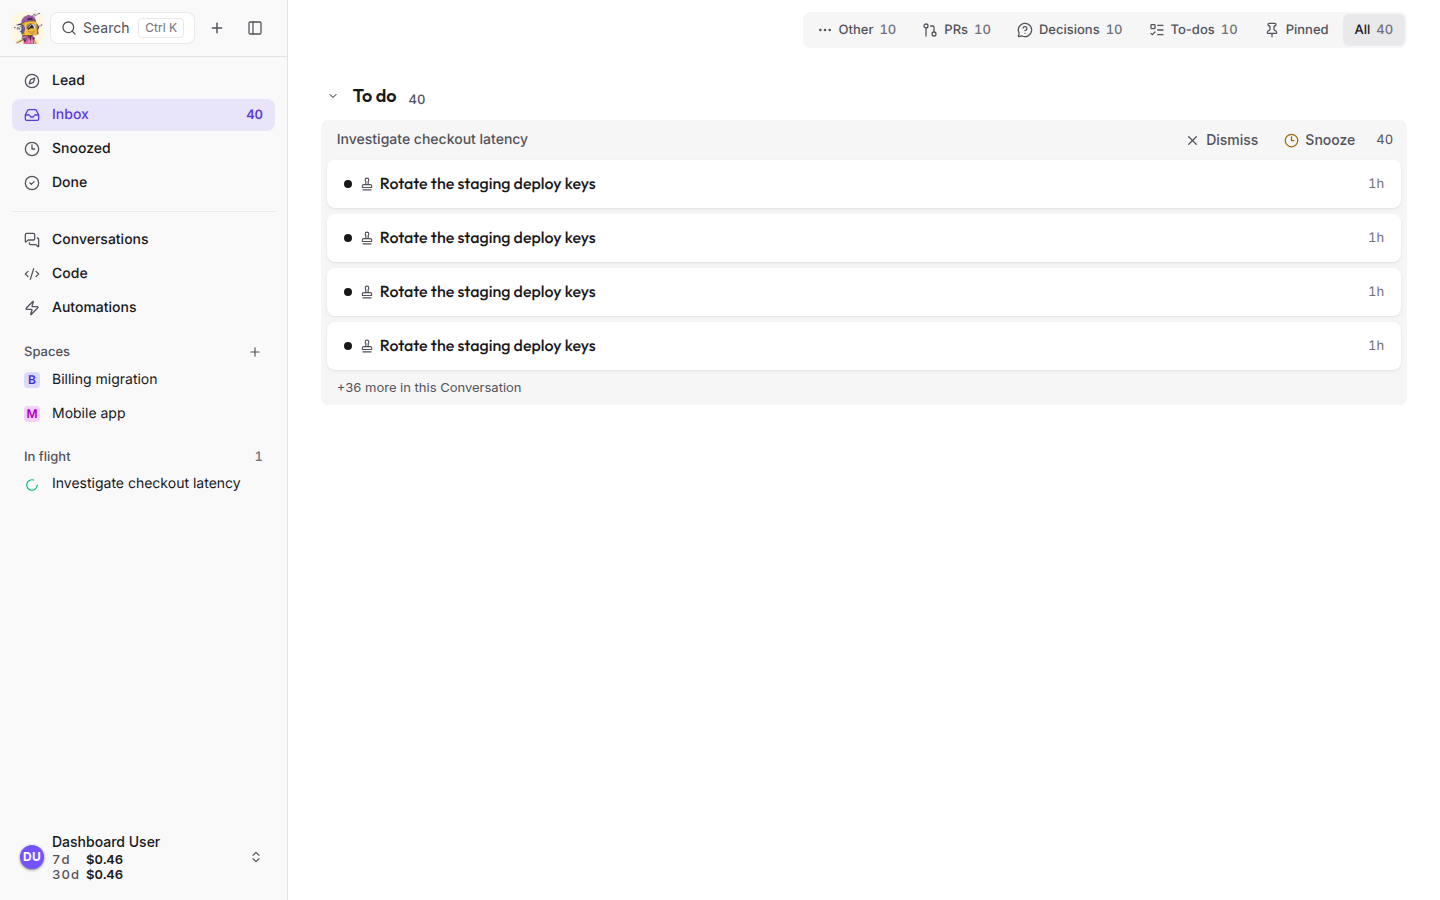 Search Ctrl K
Lead
Inbox 40
Snoozed
Done
Conversations
Code
Automations
Spaces
B Billing migration
M Mobile app
In flight 1
Investigate checkout latency
DU Dashboard User
7d $0.46
30d $0.46
Other 10 PRs 10 Decisions 10 To-dos 10 Pinned All 40
To do 40
Investigate checkout latency Dismiss Snooze 40
Rotate the staging deploy keys 1h
Rotate the staging deploy keys 1h
Rotate the staging deploy keys 1h
Rotate the staging deploy keys 1h
+36 more in this Conversation